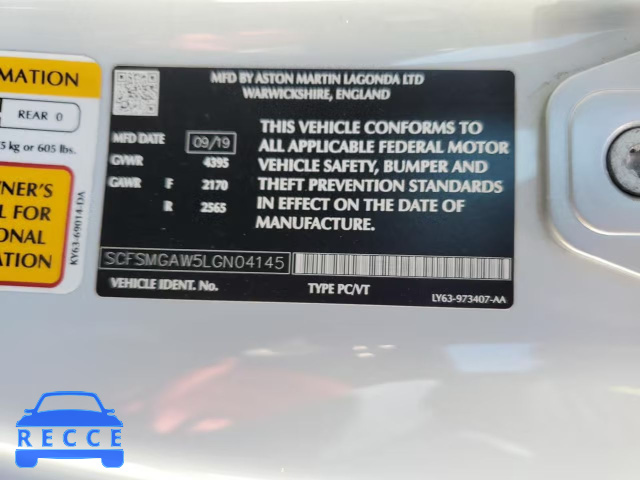 RMATION
REAR 0
5 kg or 605 lbs.
WNER'S
L FOR
ONAL
ON
KY63-69014-DA
MFD BY ASTON MARTIN LAGONDA LTD
WARWICKSHIRE, ENGLAND
MFD DATE 09/19
GVWR 4395
GAWR F 2170
R 2565
THIS VEHICLE CONFORMS TO
ALL APPLICABLE FEDERAL MOTOR
VEHICLE SAFETY, BUMPER AND
THEFT PREVENTION STANDARDS
IN EFFECT ON THE DATE OF
MANUFACTURE.
SCFSMGAW5LGN04145
VEHICLE IDENT. No.
TYPE PC/VT
LY63-973407-AA
RECCE